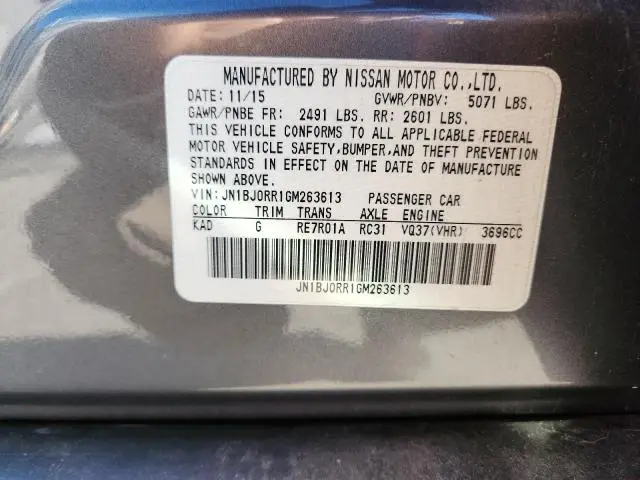 MANUFACTURED BY NISSAN MOTOR CO.,LTD.
DATE: 11/15 GVWR/PNBV: 5071 LBS.
GAWR/PNBE FR: 2491 LBS. RR: 2601 LBS.
THIS VEHICLE CONFORMS TO ALL APPLICABLE FEDERAL
MOTOR VEHICLE SAFETY,BUMPER,AND THEFT PREVENTION
STANDARDS IN EFFECT ON THE DATE OF MANUFACTURE
SHOWN ABOVE.
VIN:JN1BJ0RR1GM263613 PASSENGER CAR
COLOR TRIM TRANS AXLE ENGINE
KAD G RE7R01A RC31 VQ37(VHR) 3696CC
JN1BJ0RR1GM263613